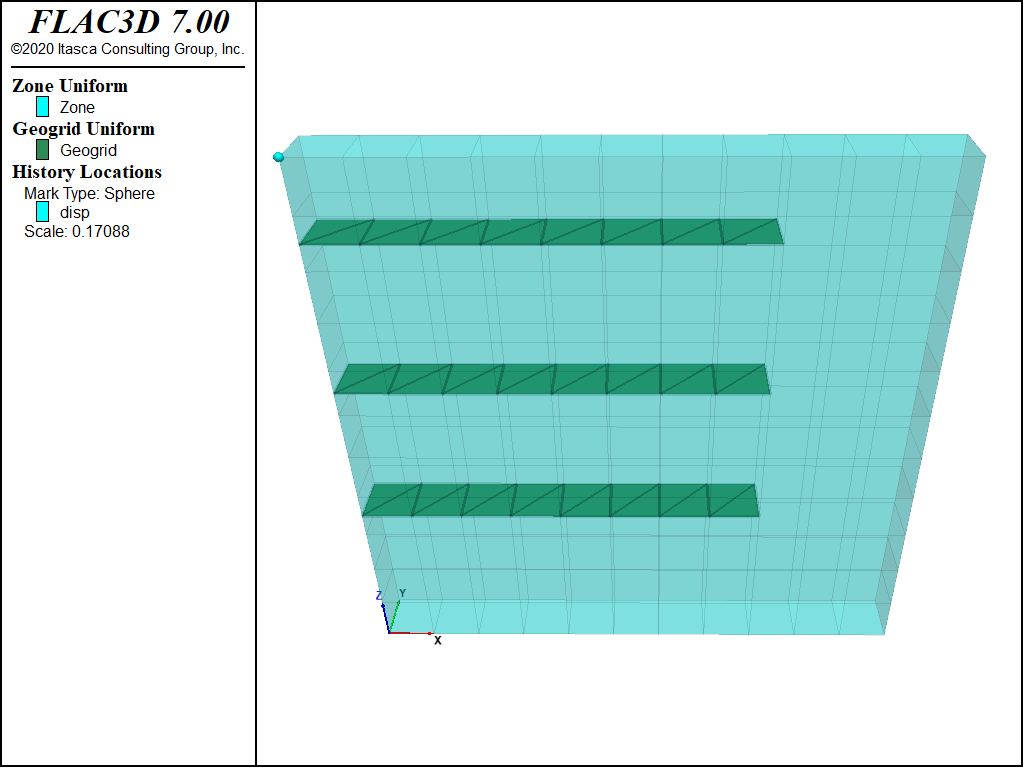 FLAC3D 7.00
©2020 Itasca Consulting Group, Inc.
Zone Uniform
Zone
Geogrid Uniform
Geogrid
History Locations
Mark Type: Sphere
disp
Scale: 0.17088
Z Y
X